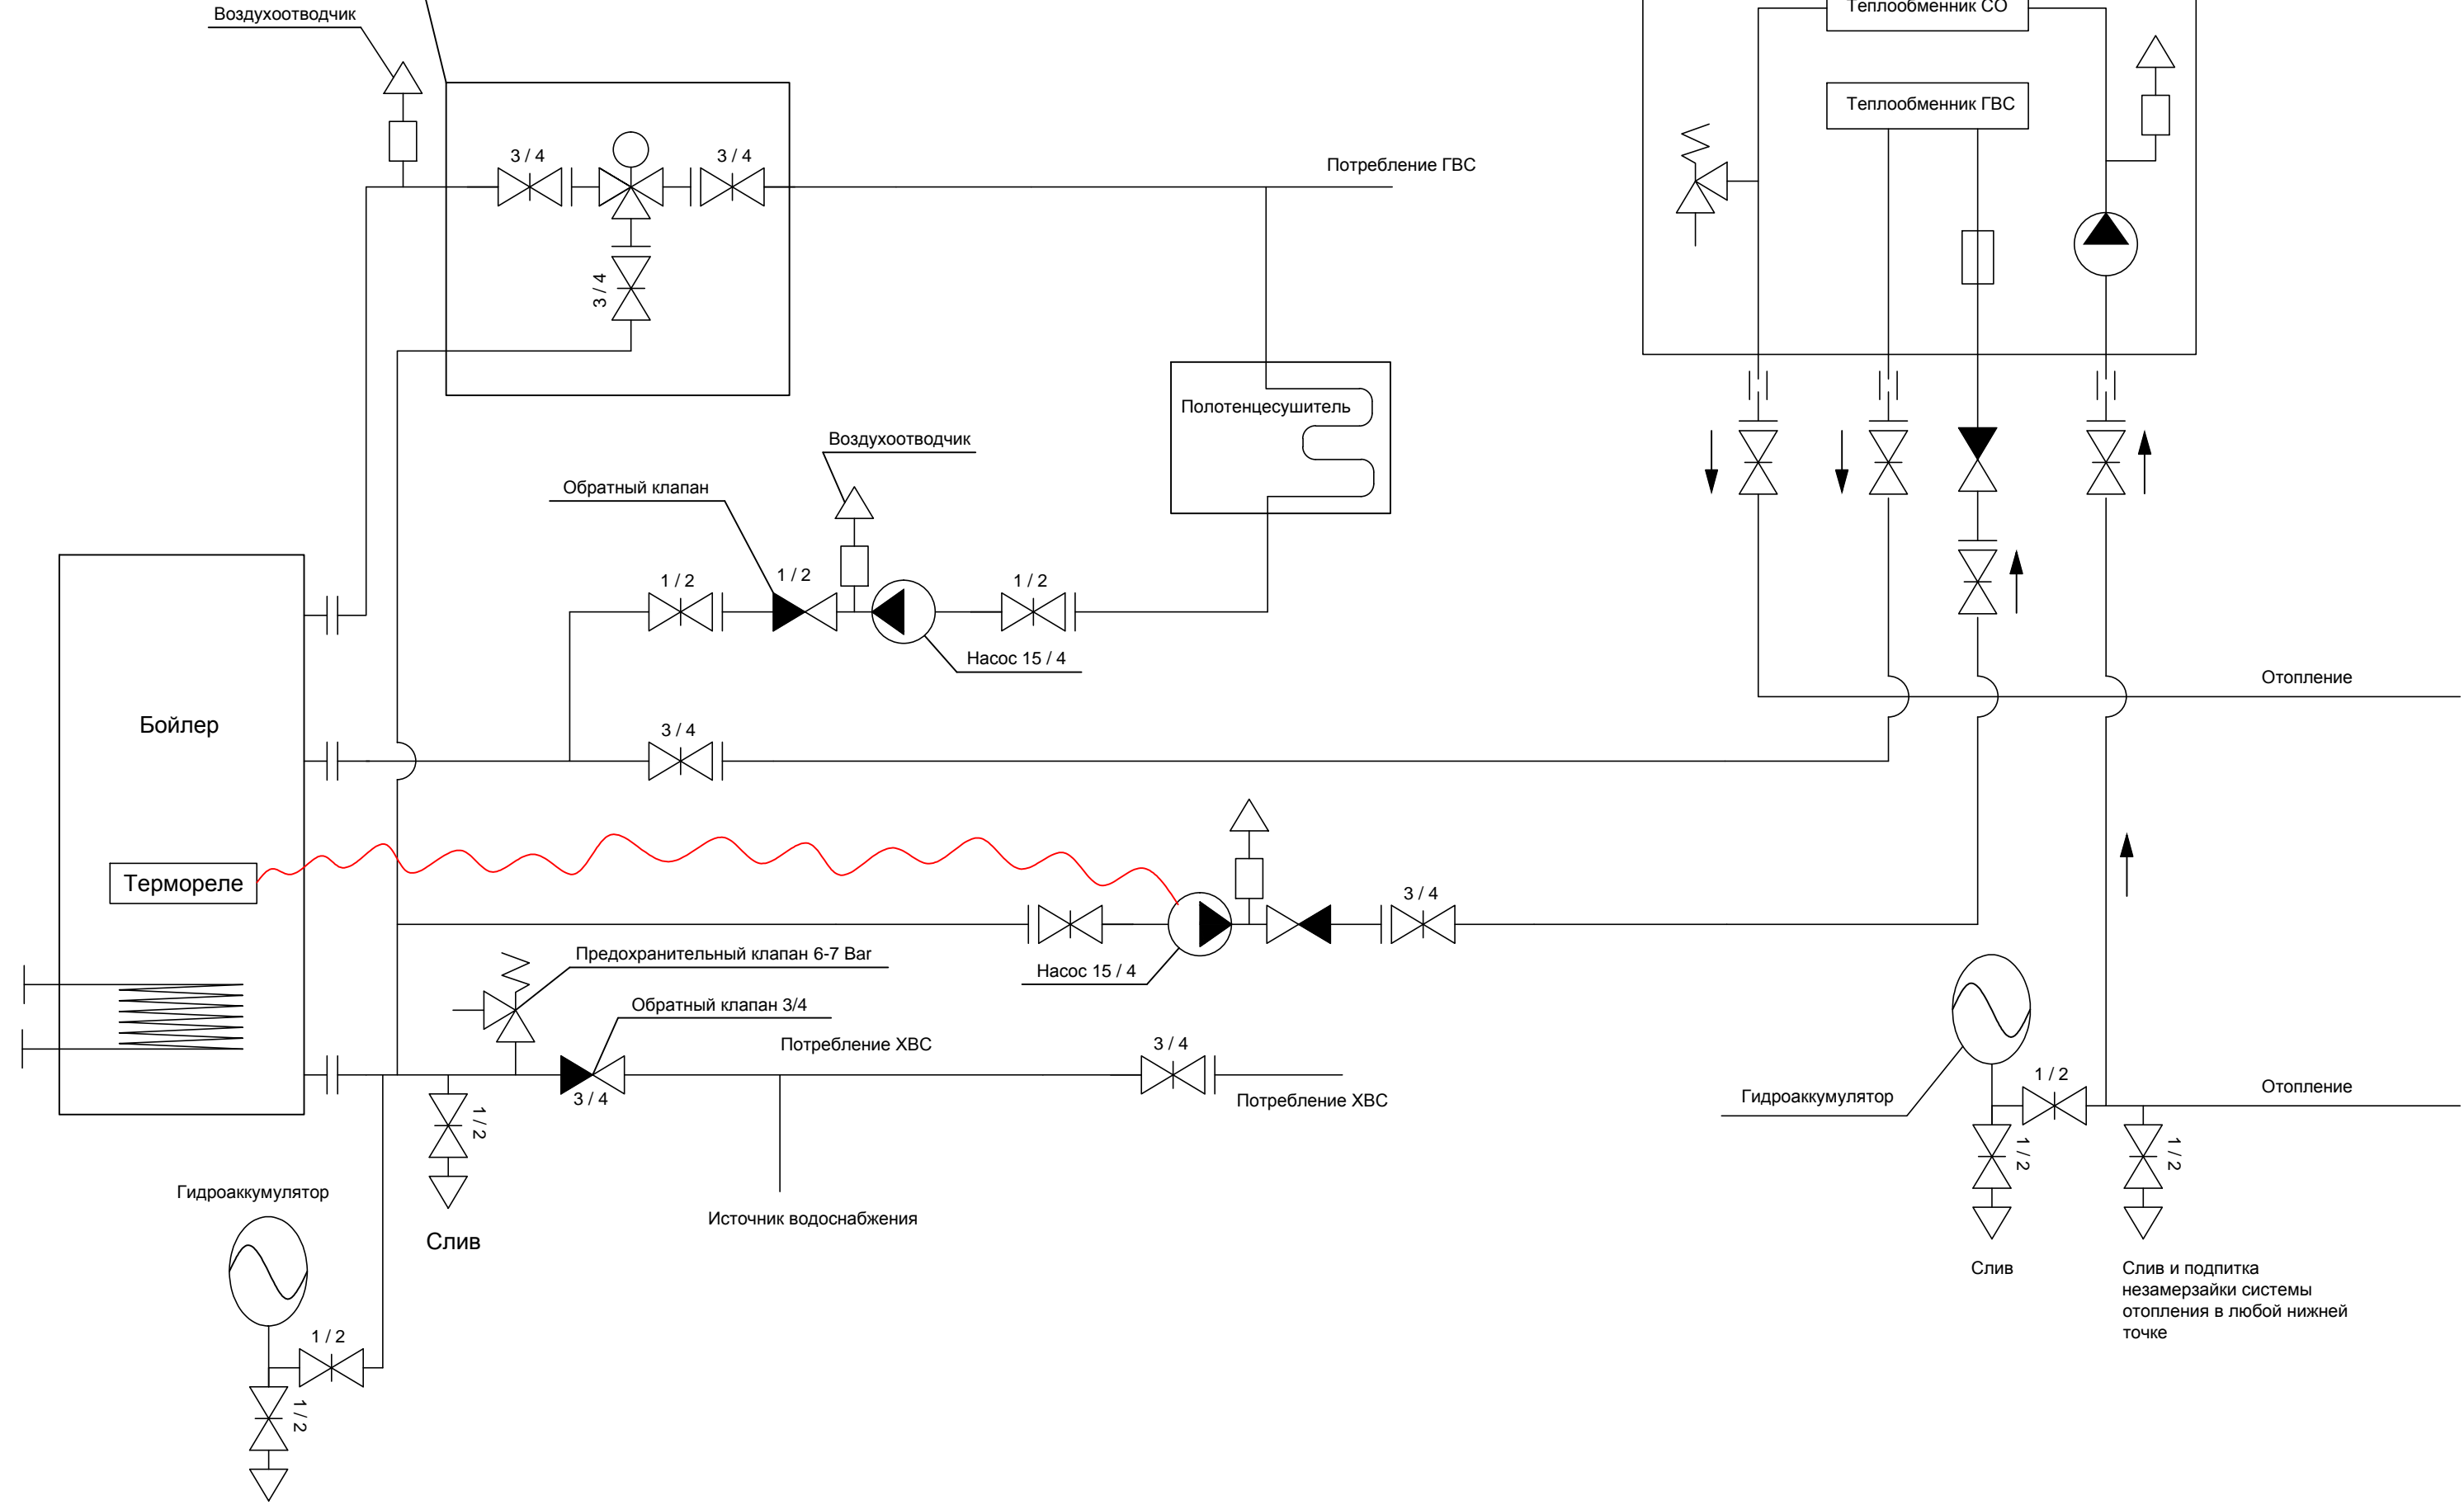 Воздухоотводчик
Теплообменник СО
Теплообменник ГВС
3 / 4
3 / 4
Потребление ГВС
3 / 4
Полотенцесушитель
Воздухоотводчик
Обратный клапан
1 / 2
1 / 2
1 / 2
Насос 15 / 4
Отопление
Бойлер
3 / 4
Термореле
3 / 4
Предохранительный клапан 6-7 Bar
Насос 15 / 4
Обратный клапан 3/4
Потребление ХВС
3 / 4
3 / 4
Потребление ХВС
1 / 2
Гидроаккумулятор
1 / 2
Отопление
1 / 2
1 / 2
Гидроаккумулятор
Источник водоснабжения
Слив
Слив
Слив и подпитка
незамерзайки системы
отопления в любой нижней
точке
1 / 2
1 / 2